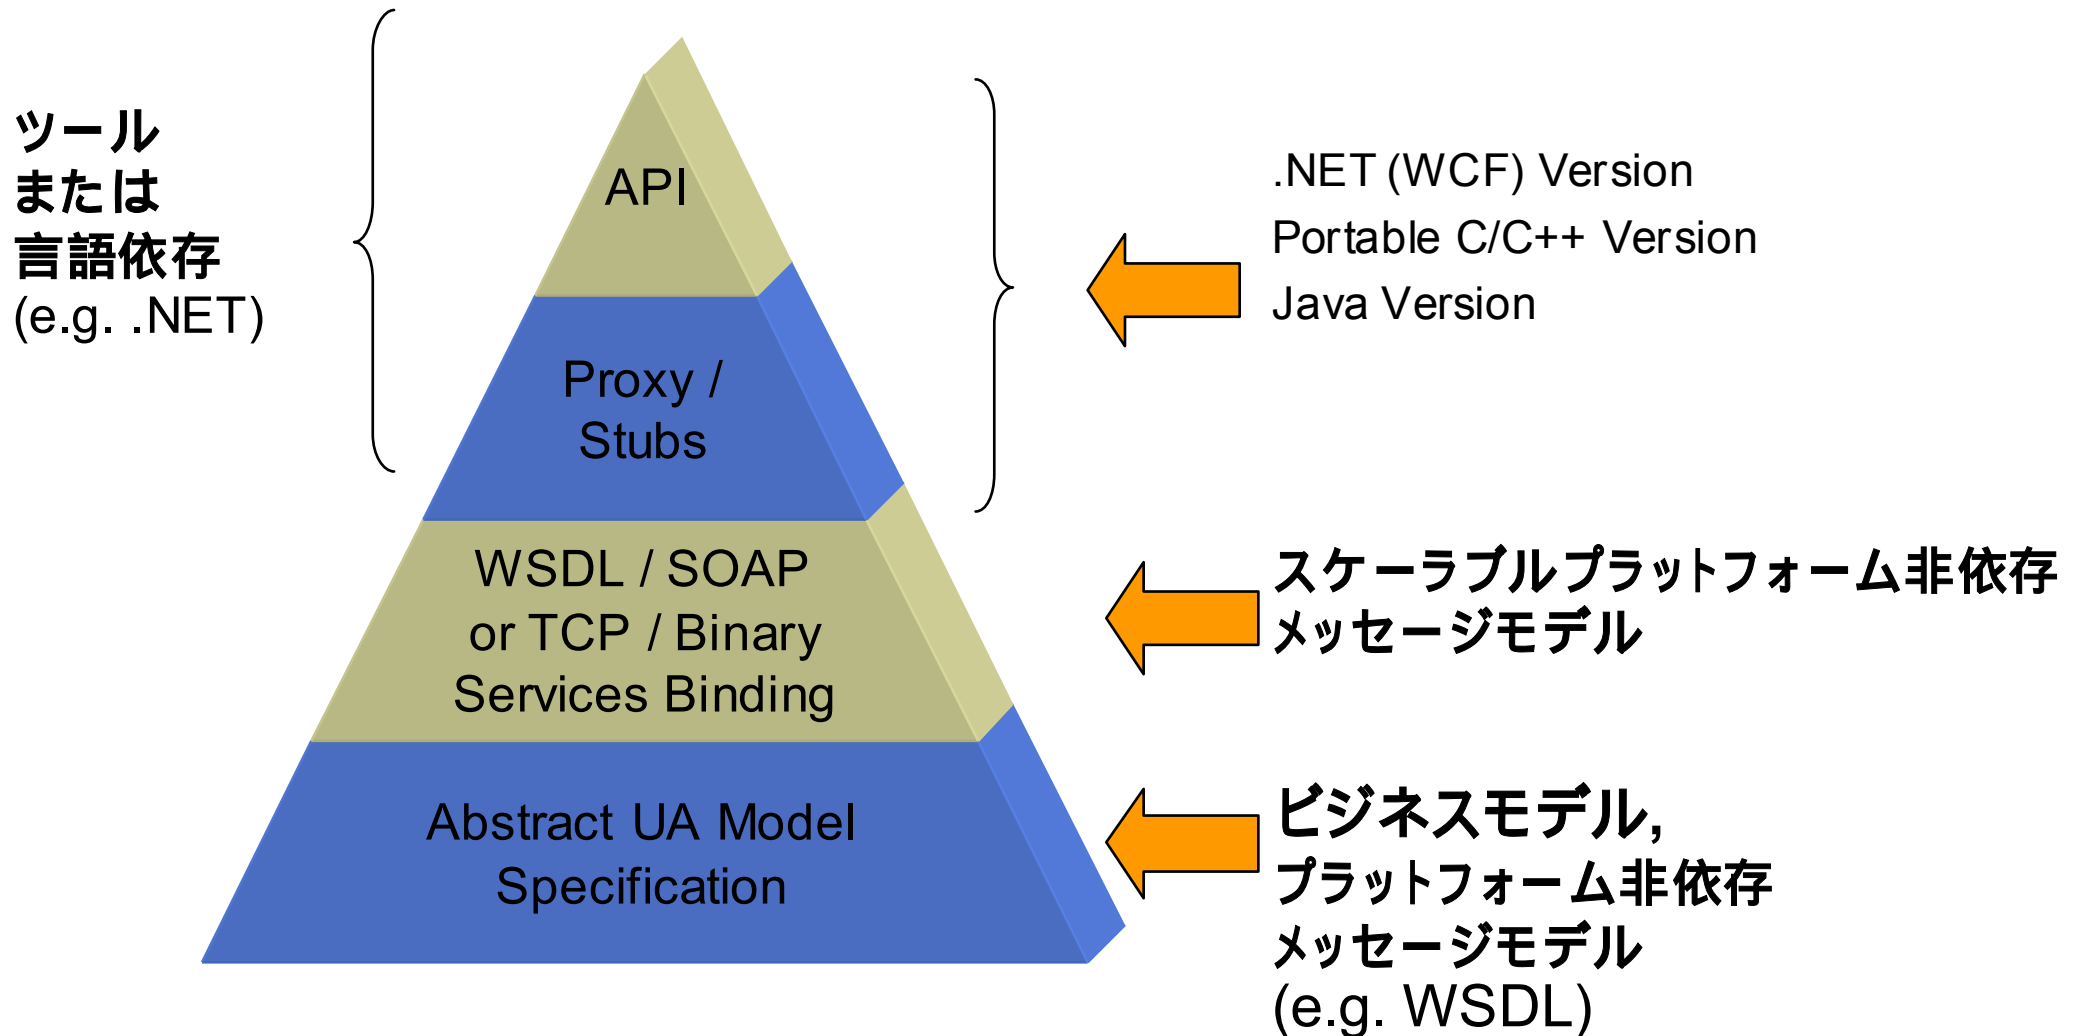 ツール
または
言語依存
(e.g. .NET)
API
Proxy /
Stubs
WSDL / SOAP
or TCP / Binary
Services Binding
Abstract UA Model
Specification
.NET (WCF) Version
Portable C/C++ Version
Java Version
スケーラブルプラットフォーム非依存
メッセージモデル
ビジネスモデル,
プラットフォーム非依存
メッセージモデル
(e.g. WSDL)